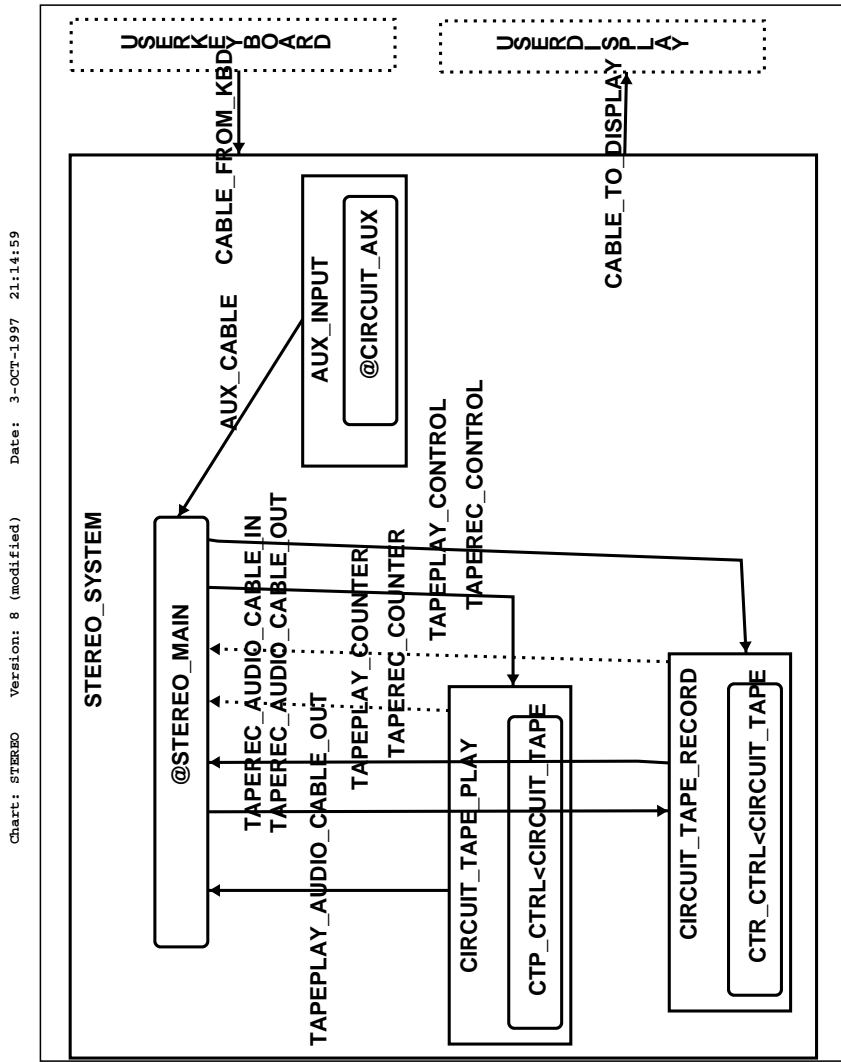 Chart: STEREO Version: 8 (modified) Date: 3-OCT-1997 21:14:59
USERKEYBOARD
USERDISPLAY
CABLE_FROM_KBD
CABLE_TO_DISPLAY
STEREO_SYSTEM
AUX_CABLE
AUX_INPUT
@CIRCUIT_AUX
@STEREO_MAIN
TAPEREC_AUDIO_CABLE_IN
TAPEREC_AUDIO_CABLE_OUT
TAPEPLAY_AUDIO_CABLE_OUT
TAPEPLAY_COUNTER
TAPEREC_COUNTER
TAPEPLAY_CONTROL
TAPEREC_CONTROL
CIRCUIT_TAPE_PLAY
CTP_CTRL<CIRCUIT_TAPE
CIRCUIT_TAPE_RECORD
CTR_CTRL<CIRCUIT_TAPE